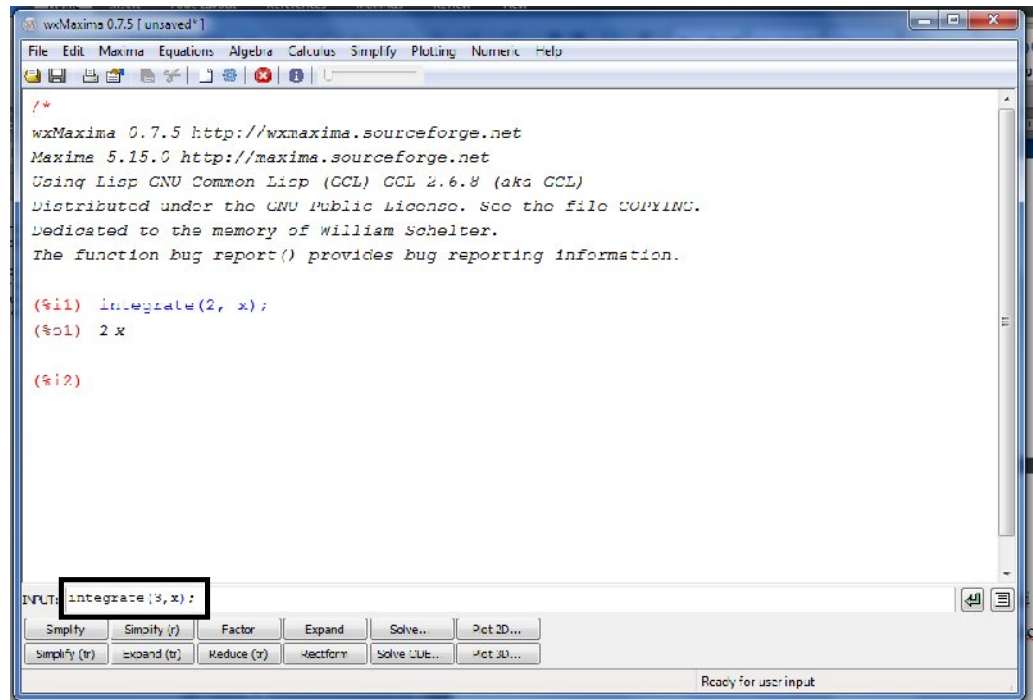 wxMaxima 0.7.5 [ unsaved* ]
File Edit Maxima Equations Algebra Calculus Simplify Plotting Numeric Help
/*
wxMaxima 0.7.5 http://wxmaxima.sourceforge.net
Maxima 5.15.0 http://maxima.sourceforge.net
Using Lisp GNU Common Lisp (GCL) GCL 2.6.8 (aka GCL)
Distributed under the GNU Public License. See the file COPYING.
Dedicated to the memory of William Schelter.
The function bug_report() provides bug reporting information.
(%i1) integrate(2, x);
(%o1) 2 x
(%i2)
INPUT: integrate(3,x);
Simplify Simplify (r) Factor Expand Solve... Plot 2D...
Simplify (tr) Expand (tr) Reduce (tr) Rectform Solve ODE... Plot 3D...
Ready for user input